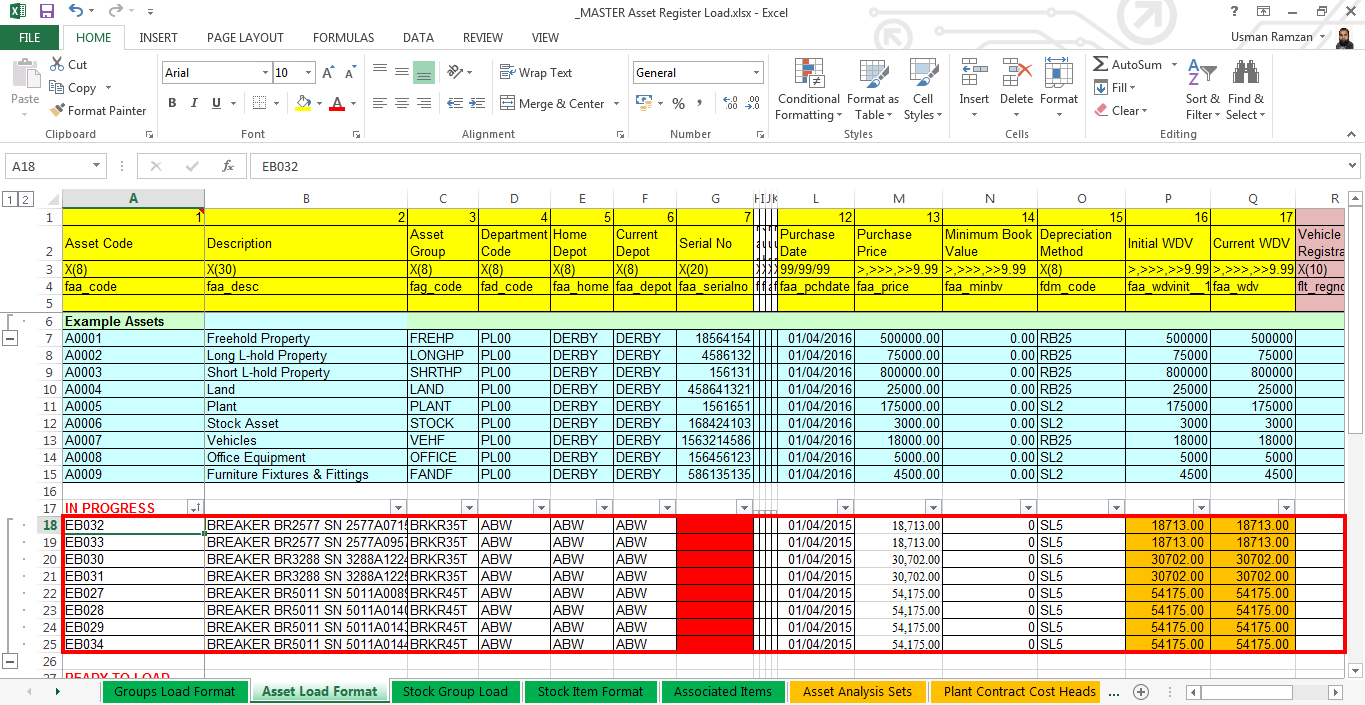 _MASTER Asset Register Load.xlsx - Excel
FILE HOME INSERT PAGE LAYOUT FORMULAS DATA REVIEW VIEW Usman Ramzan
Paste Cut Copy Format Painter Clipboard
Arial 10 B I U A Font
Wrap Text Merge & Center Alignment
General % Number
Conditional Formatting Format as Table Cell Styles Styles
Insert Delete Format Cells
AutoSum Fill Clear Sort & Filter Find & Select Editing
A18 fx EB032
1 2 A B C D E F G H I J K L M N O P Q R
1 1 2 3 4 5 6 7 12 13 14 15 16 17
2 Asset Code Description Asset Group Department Code Home Depot Current Depot Serial No Purchase Date Purchase Price Minimum Book Value Depreciation Method Initial WDV Current WDV Vehicle Registra
3 X(8) X(30) X(8) X(8) X(8) X(8) X(20) 99/99/99 >,>>>,>>9.99 >,>>>,>>9.99 X(8) >,>>>,>>9.99 >,>>>,>>9.99 X(10)
4 faa_code faa_desc fag_code fad_code faa_home faa_depot faa_serialno faa_pchdate faa_price faa_minbv fdm_code faa_wdvinit__1 faa_wdv flt_regno
5
6 Example Assets
7 A0001 Freehold Property FREHP PL00 DERBY DERBY 18564154 01/04/2016 500000.00 0.00 RB25 500000 500000
8 A0002 Long L-hold Property LONGHP PL00 DERBY DERBY 4586132 01/04/2016 75000.00 0.00 RB25 75000 75000
9 A0003 Short L-hold Property SHRTHP PL00 DERBY DERBY 156131 01/04/2016 800000.00 0.00 RB25 800000 800000
10 A0004 Land LAND PL00 DERBY DERBY 458641321 01/04/2016 25000.00 0.00 RB25 25000 25000
11 A0005 Plant PLANT PL00 DERBY DERBY 1561651 01/04/2016 175000.00 0.00 SL2 175000 175000
12 A0006 Stock Asset STOCK PL00 DERBY DERBY 168424103 01/04/2016 3000.00 0.00 SL2 3000 3000
13 A0007 Vehicles VEHF PL00 DERBY DERBY 1563214586 01/04/2016 18000.00 0.00 RB25 18000 18000
14 A0008 Office Equipment OFFICE PL00 DERBY DERBY 156456123 01/04/2016 5000.00 0.00 SL2 5000 5000
15 A0009 Furniture Fixtures & Fittings FANDF PL00 DERBY DERBY 586135135 01/04/2016 4500.00 0.00 SL2 4500 4500
16
17 IN PROGRESS
18 EB032 BREAKER BR2577 SN 2577A0715 BRKR35T ABW ABW ABW 01/04/2015 18,713.00 0 SL5 18713.00 18713.00
19 EB033 BREAKER BR2577 SN 2577A0957 BRKR35T ABW ABW ABW 01/04/2015 18,713.00 0 SL5 18713.00 18713.00
20 EB030 BREAKER BR3288 SN 3288A1224 BRKR35T ABW ABW ABW 01/04/2015 30,702.00 0 SL5 30702.00 30702.00
21 EB031 BREAKER BR3288 SN 3288A1225 BRKR35T ABW ABW ABW 01/04/2015 30,702.00 0 SL5 30702.00 30702.00
22 EB027 BREAKER BR5011 SN 5011A0085 BRKR45T ABW ABW ABW 01/04/2015 54,175.00 0 SL5 54175.00 54175.00
23 EB028 BREAKER BR5011 SN 5011A0140 BRKR45T ABW ABW ABW 01/04/2015 54,175.00 0 SL5 54175.00 54175.00
24 EB029 BREAKER BR5011 SN 5011A0143 BRKR45T ABW ABW ABW 01/04/2015 54,175.00 0 SL5 54175.00 54175.00
25 EB034 BREAKER BR5011 SN 5011A0144 BRKR45T ABW ABW ABW 01/04/2015 54,175.00 0 SL5 54175.00 54175.00
26
27 READY TO LOAD
Groups Load Format Asset Load Format Stock Group Load Stock Item Format Associated Items Asset Analysis Sets Plant Contract Cost Heads ...